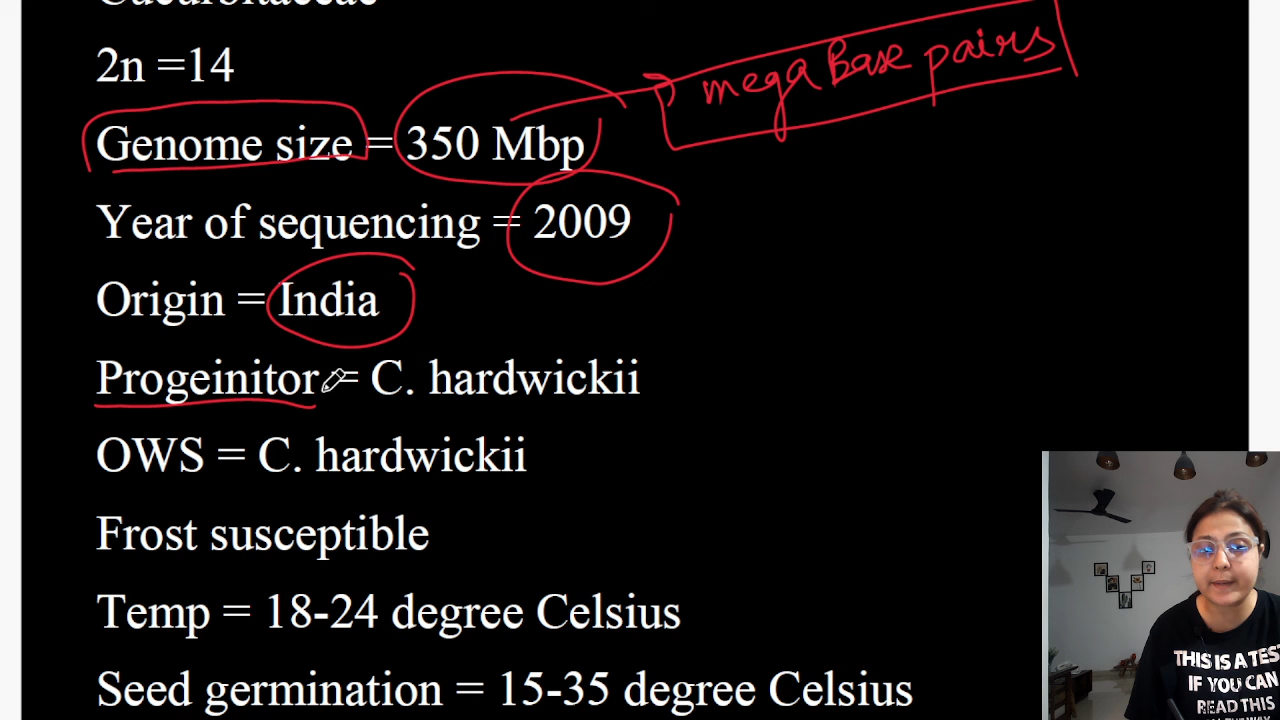 2n =14
mega Base pairs
Genome size = 350 Mbp
Year of sequencing = 2009
Origin = India
Progeinitor = C. hardwickii
OWS = C. hardwickii
Frost susceptible
Temp = 18-24 degree Celsius
Seed germination = 15-35 degree Celsius
THIS IS A TEST
IF YOU CAN
READ THIS